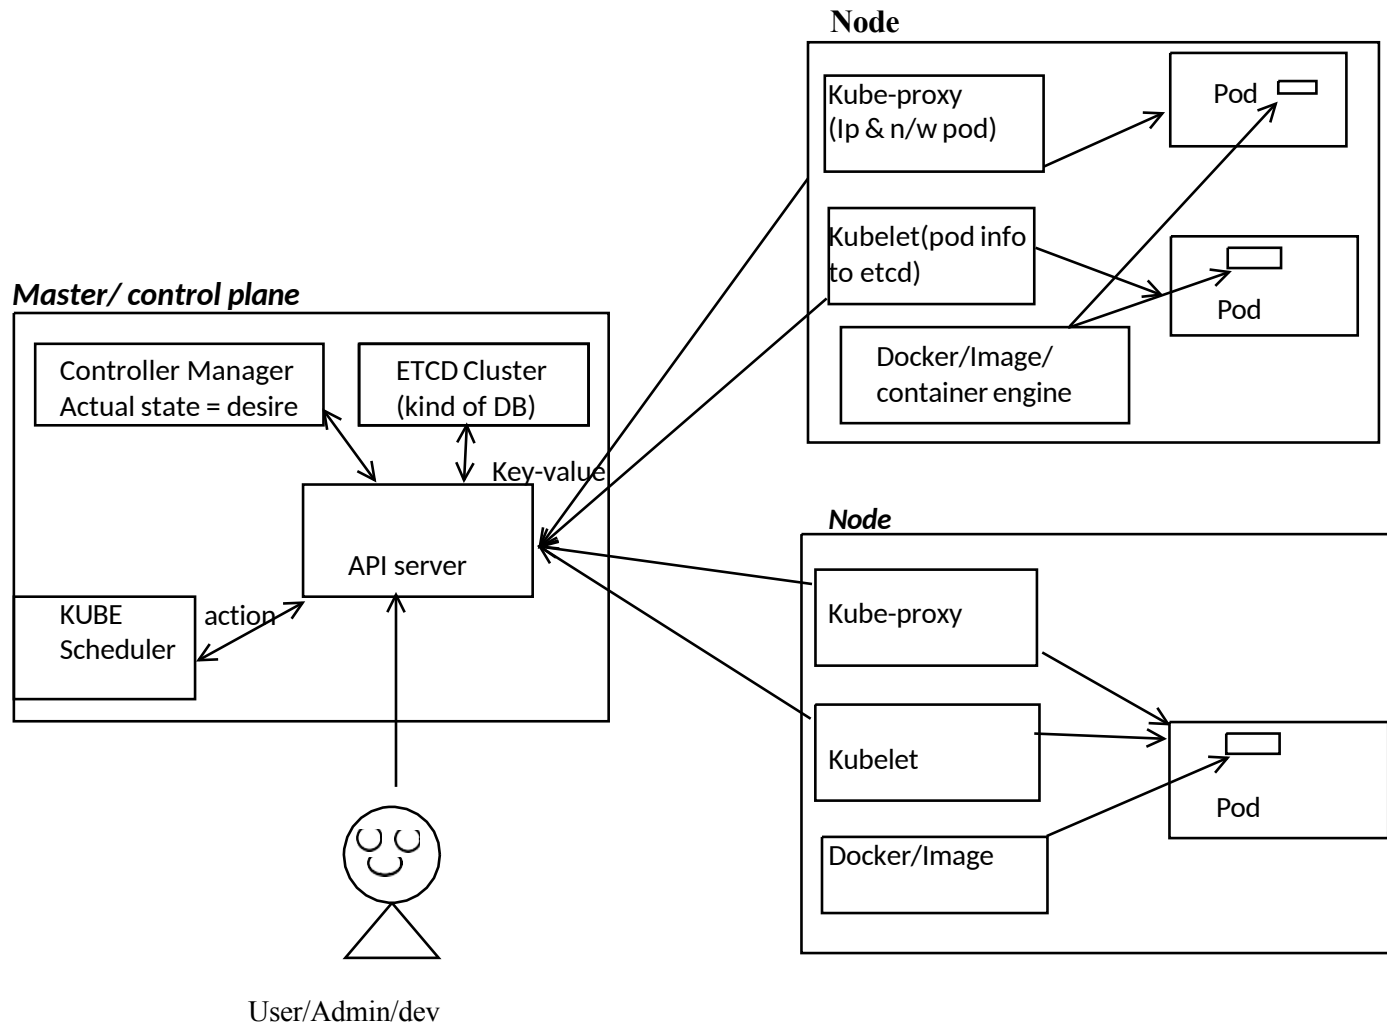 Node
Kube-proxy
(Ip & n/w pod)
Pod
Kubelet(pod info
to etcd)
Pod
Docker/Image/
container engine
Master/ control plane
Controller Manager
Actual state = desire
ETCD Cluster
(kind of DB)
Key-value
API server
KUBE
Scheduler
action
Node
Kube-proxy
Kubelet
Pod
Docker/Image
User/Admin/dev